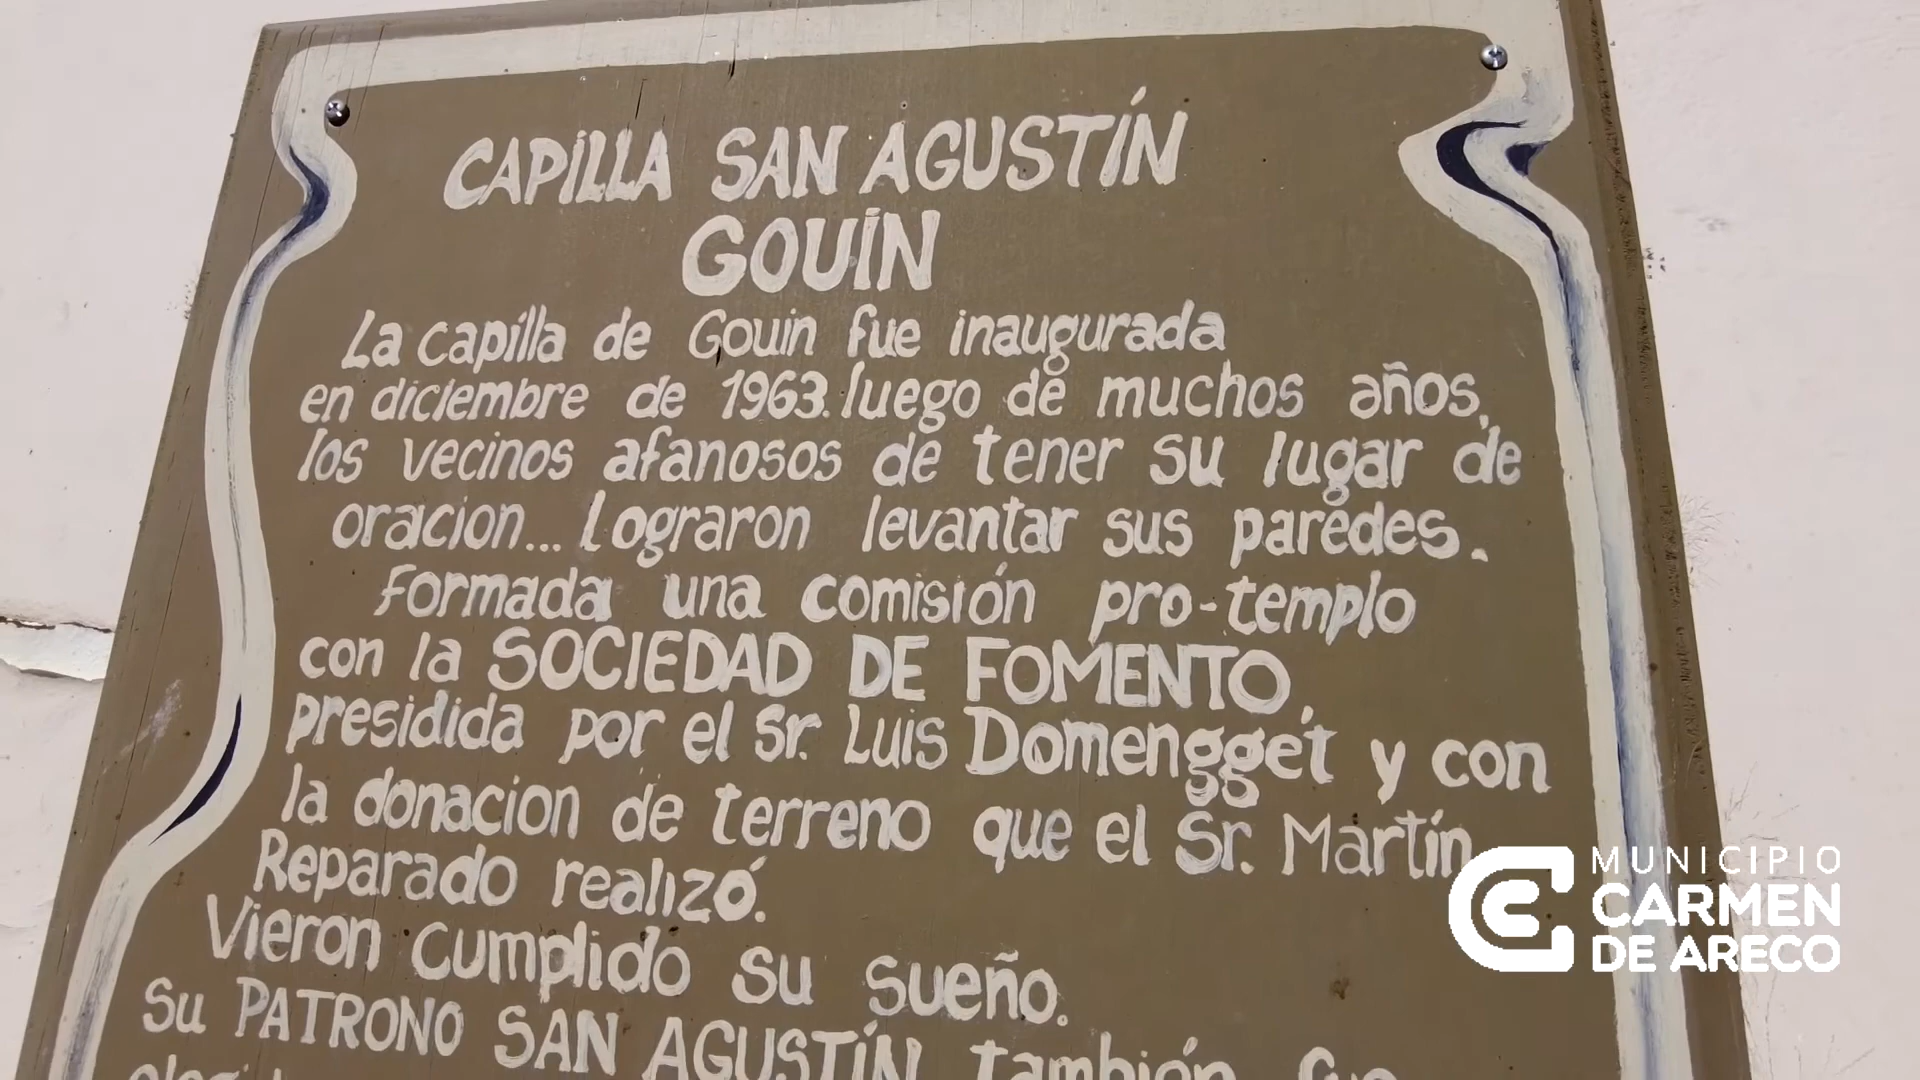 CAPILLA SAN AGUSTÍN
GOUIN
La capilla de Gouin fue inaugurada
en diciembre de 1963. luego de muchos años,
los vecinos afanosos de tener su lugar de
oracion... Lograron levantar sus paredes.
Formada una comisión pro-templo
con la SOCIEDAD DE FOMENTO,
presidida por el Sr. Luis Domengget y con
la donacion de terreno que el Sr. Martín
Reparado realizó.
Vieron cumplido su sueño.
Su PATRONO SAN AGUSTÍN también fue
MUNICIPIO
CARMEN
DE ARECO